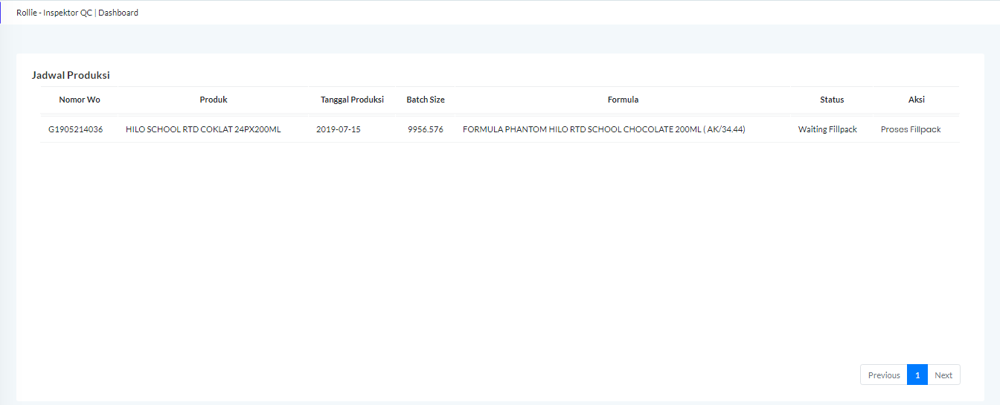 Rollie - Inspektor QC | Dashboard
Jadwal Produksi
Nomor Wo Produk Tanggal Produksi Batch Size Formula Status Aksi
G1905214036 HILO SCHOOL RTD COKLAT 24PX200ML 2019-07-15 9956.576 FORMULA PHANTOM HILO RTD SCHOOL CHOCOLATE 200ML ( AK/34.44) Waiting Fillpack Proses Fillpack
Previous 1 Next